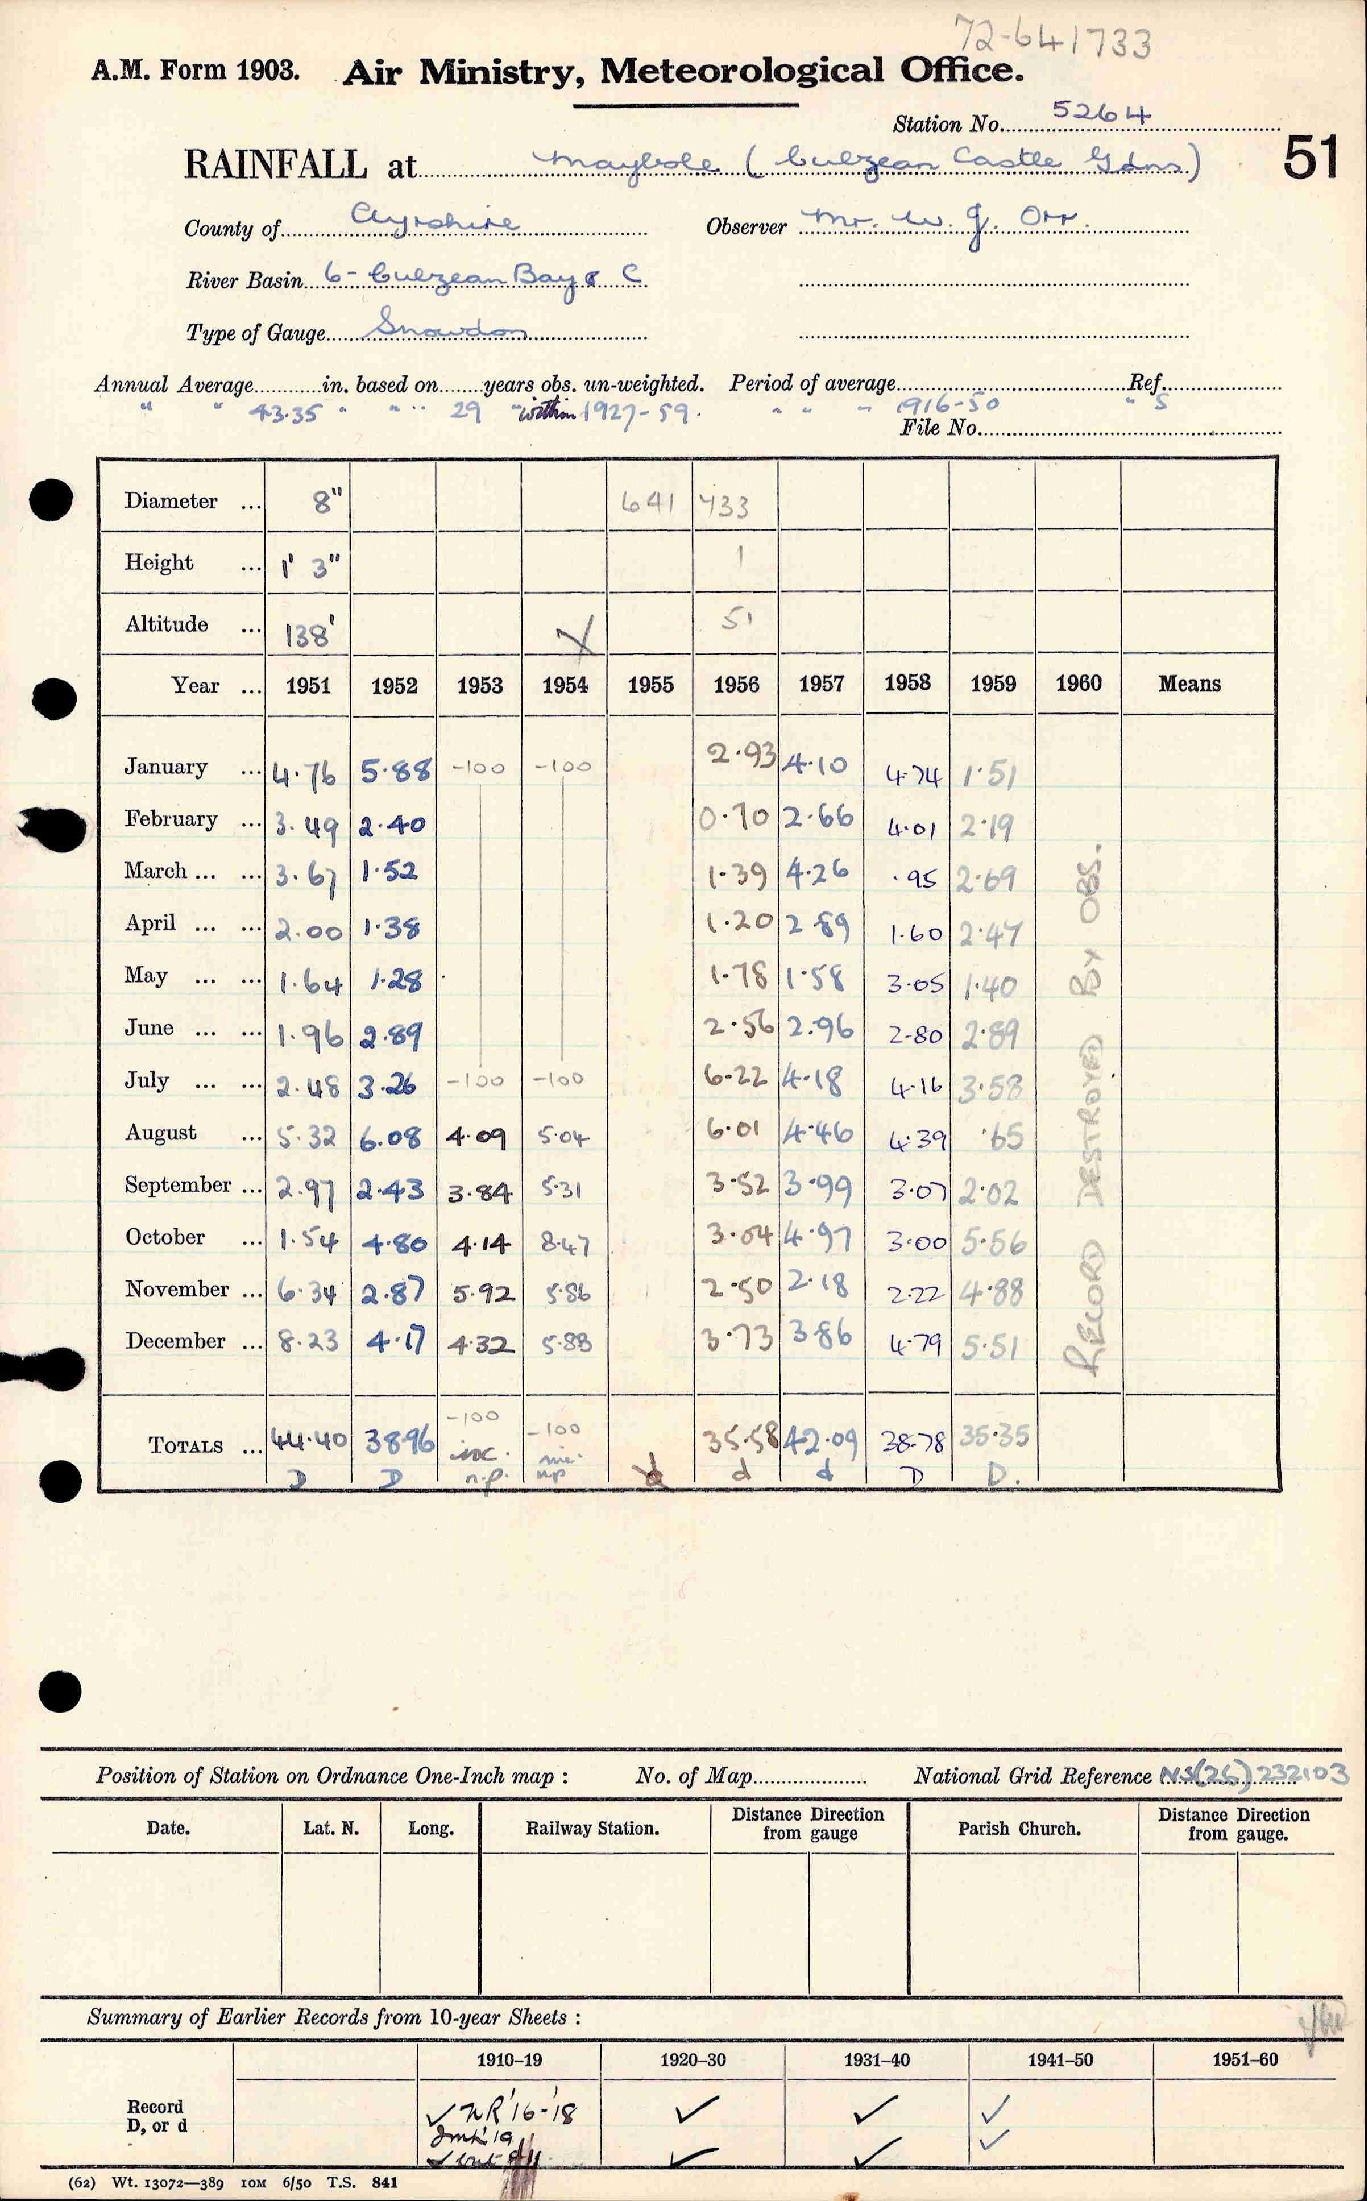 72-641733
A.M. Form 1903. Air Ministry, Meteorological Office.
Station No. 5264
RAINFALL at Maybole (Culzean Castle Gdns) 51
County of Ayrshire Observer Mr. W. J. Orr.
River Basin 6- Culzean Bay & C
Type of Gauge Snowdon
Annual Average in. based on years obs. un-weighted. Period of average Ref.
" " 43.35 " " " 29 " within 1927-59. " " " 1916-50 " S
File No.
Diameter ... 8" 641 733
Height ... 1' 3" 1
Altitude ... 138' 51
Year ... 1951 1952 1953 1954 1955 1956 1957 1958 1959 1960 Means
January ... 4.76 5.88 -100 -100 2.93 4.10 4.74 1.51
February ... 3.49 2.40 0.70 2.66 4.01 2.19
March ... ... 3.67 1.52 1.39 4.26 .95 2.69
April ... ... 2.00 1.38 1.20 2.89 1.60 2.47
May ... ... 1.64 1.28 1.78 1.58 3.05 1.40
June ... ... 1.96 2.89 2.56 2.96 2.80 2.89
July ... ... 2.48 3.26 -100 -100 6.22 4.18 4.16 3.58
August ... 5.32 6.08 4.09 5.04 6.01 4.46 4.39 .65
September ... 2.97 2.43 3.84 5.31 3.52 3.99 3.07 2.02
October ... 1.54 4.80 4.14 8.47 3.04 4.97 3.00 5.56
November ... 6.34 2.87 5.92 5.86 2.50 2.18 2.22 4.88
December ... 8.23 4.17 4.32 5.88 3.73 3.86 4.79 5.51
RECORD DESTROYED BY OBS.
-100 -100
TOTALS ... 44.40 38.96 inc. inc. 35.58 42.09 38.78 35.35
D D n.p. np d d d D D.
Position of Station on Ordnance One-Inch map : No. of Map National Grid Reference NS(26)232103
Date. Lat. N. Long. Railway Station. Distance from gauge Direction Parish Church. Distance from gauge. Direction
Summary of Earlier Records from 10-year Sheets :
1910–19 1920–30 1931–40 1941–50 1951–60
Record D, or d ✓ NR '16-'18 ✓ ✓ ✓
✓ ✓ ✓ ✓
(62) Wt. 13072—389 10M 6/50 T.S. 841